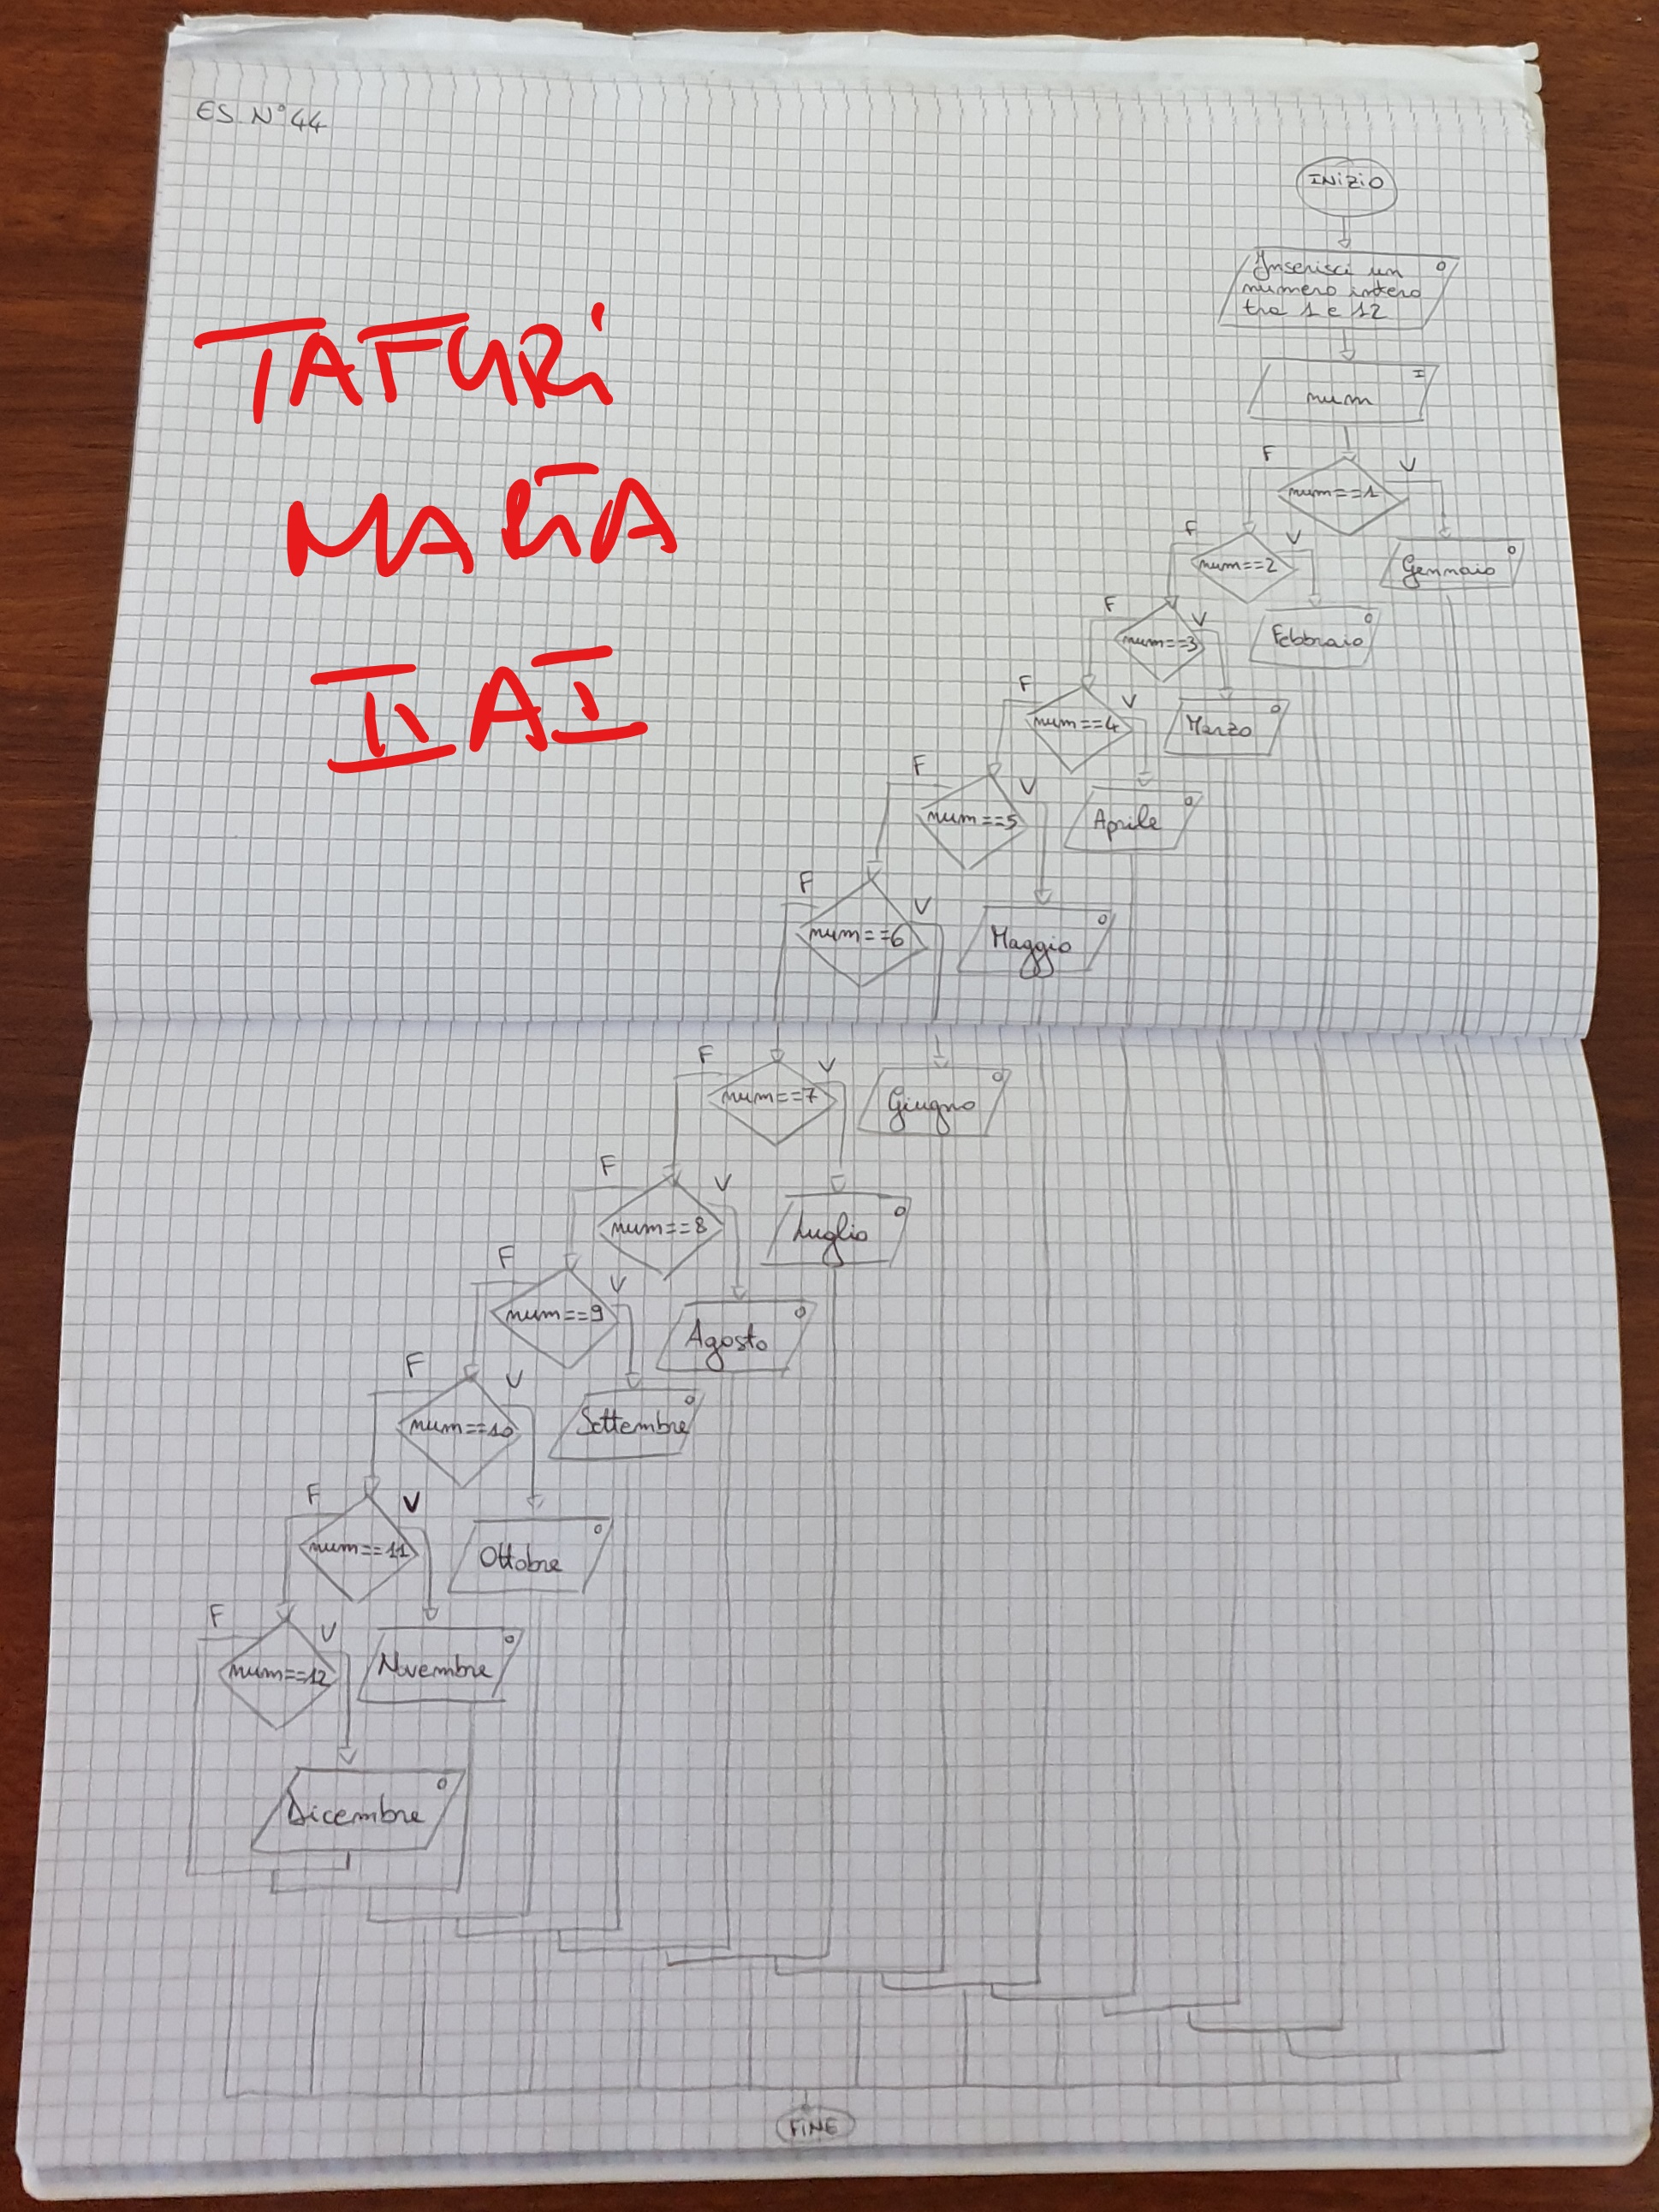 ES N°44
INIZIO
Inserisci un
numero intero
tra 1 e 12
O
num
I
F
V
num==1
Gennaio
O
F
V
num==2
Febbraio
O
F
V
num==3
Marzo
O
F
V
num==4
Aprile
O
F
V
num==5
Maggio
O
F
V
num==6
Giugno
O
F
V
num==7
Luglio
O
F
V
num==8
Agosto
O
F
V
num==9
Settembre
O
F
V
num==10
Ottobre
O
F
V
num==11
Novembre
O
F
V
num==12
Dicembre
O
FINE
TAFURI
MARIA
II AI